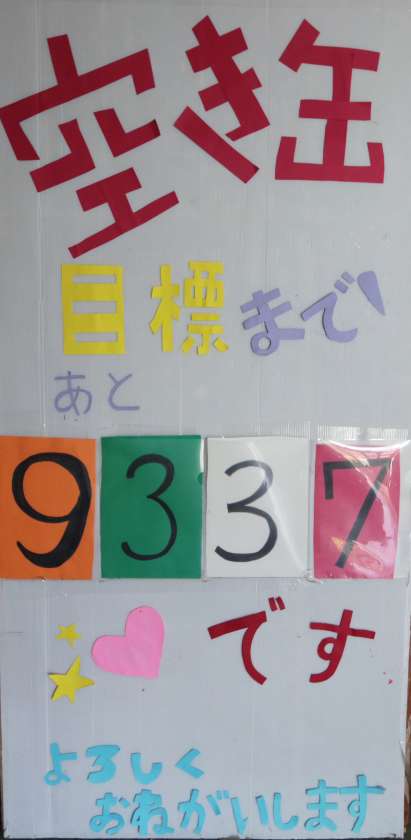 空き缶
目標まで
あと
9337
です
よろしく
おねがいします